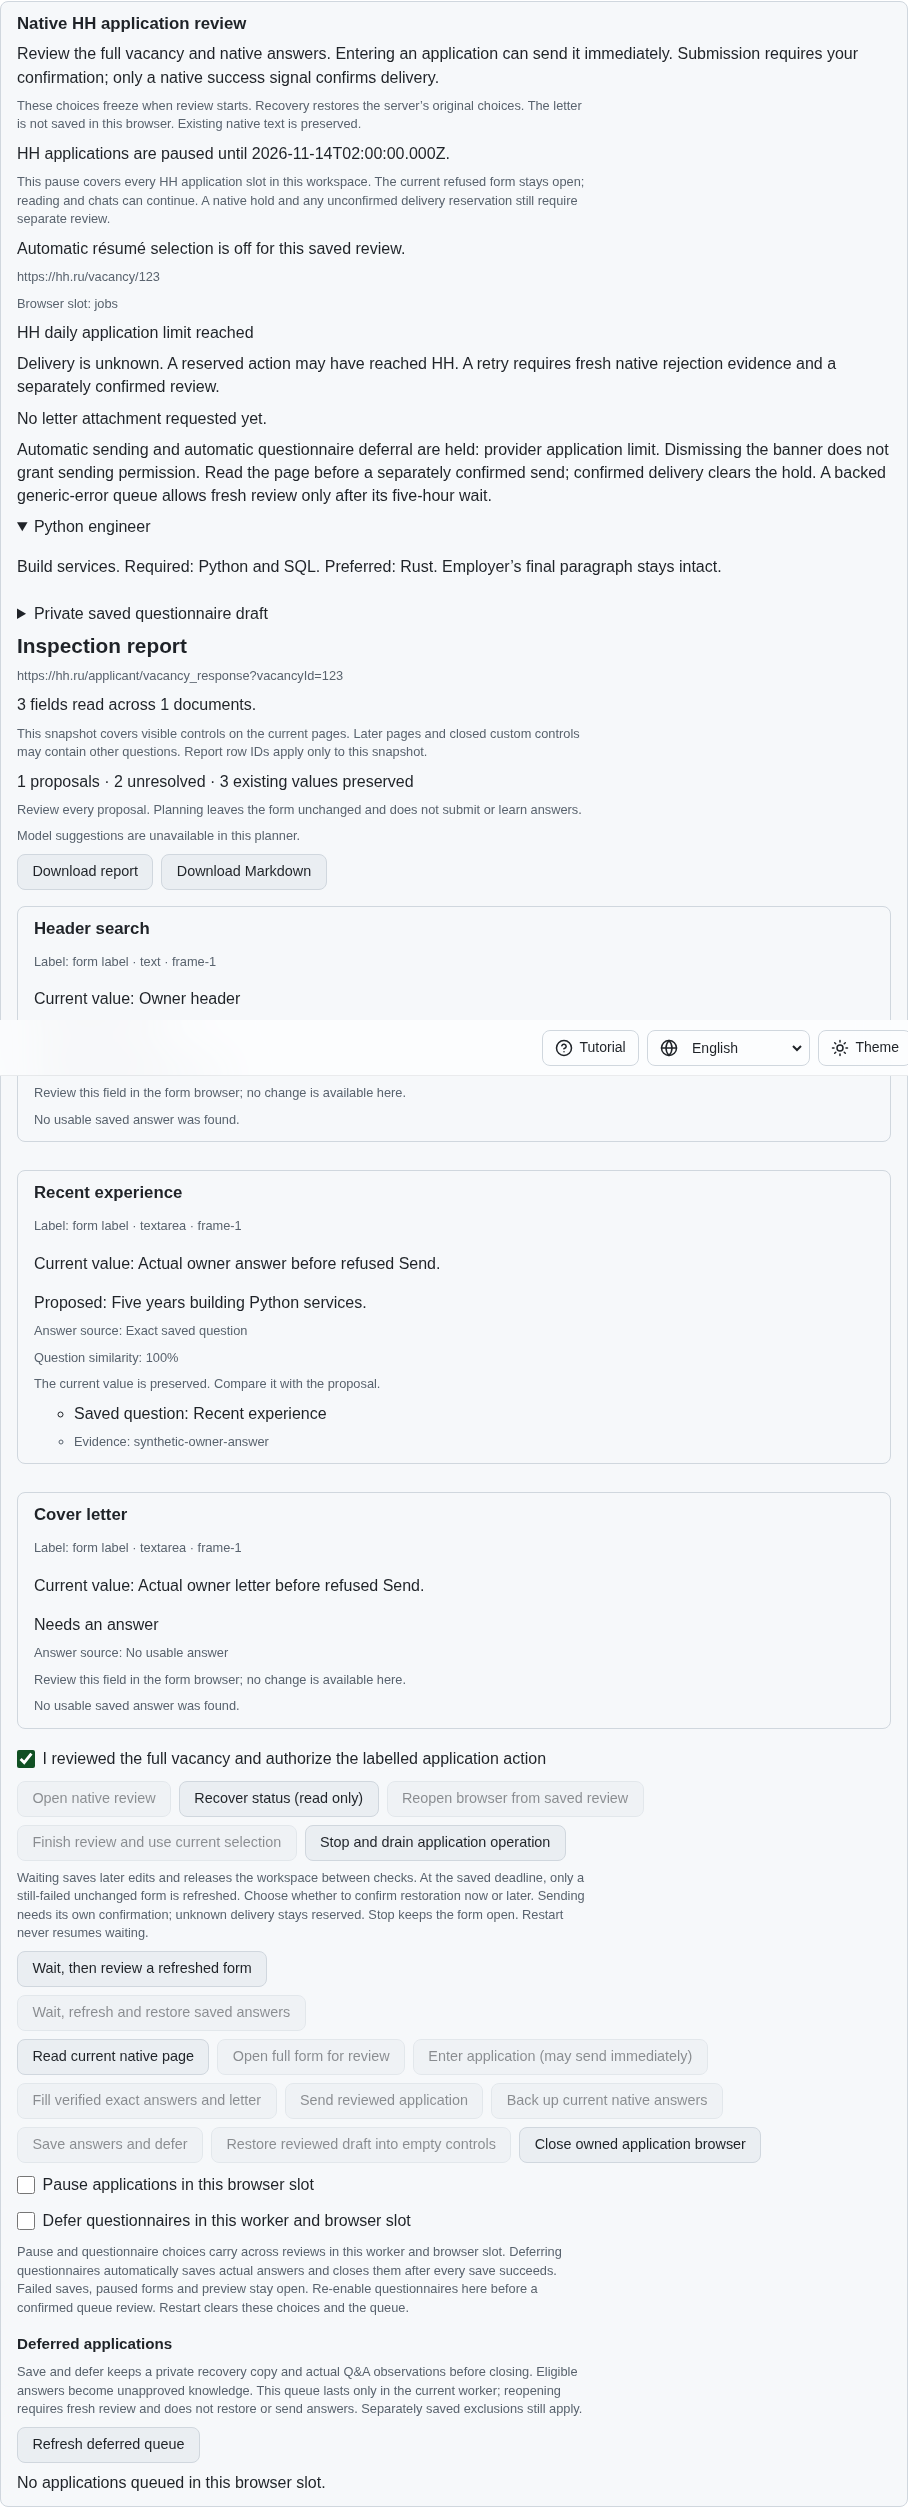 Native HH application review
Review the full vacancy and native answers. Entering an application can send it immediately. Submission requires your
confirmation; only a native success signal confirms delivery.
These choices freeze when review starts. Recovery restores the server’s original choices. The letter
is not saved in this browser. Existing native text is preserved.
HH applications are paused until 2026-11-14T02:00:00.000Z.
This pause covers every HH application slot in this workspace. The current refused form stays open;
reading and chats can continue. A native hold and any unconfirmed delivery reservation still require
separate review.
Automatic résumé selection is off for this saved review.
https://hh.ru/vacancy/123
Browser slot: jobs
HH daily application limit reached
Delivery is unknown. A reserved action may have reached HH. A retry requires fresh native rejection evidence and a
separately confirmed review.
No letter attachment requested yet.
Automatic sending and automatic questionnaire deferral are held: provider application limit. Dismissing the banner does not
grant sending permission. Read the page before a separately confirmed send; confirmed delivery clears the hold. A backed
generic-error queue allows fresh review only after its five-hour wait.
Python engineer
Build services. Required: Python and SQL. Preferred: Rust. Employer’s final paragraph stays intact.
Private saved questionnaire draft
Inspection report
https://hh.ru/applicant/vacancy_response?vacancyId=123
3 fields read across 1 documents.
This snapshot covers visible controls on the current pages. Later pages and closed custom controls
may contain other questions. Report row IDs apply only to this snapshot.
1 proposals · 2 unresolved · 3 existing values preserved
Review every proposal. Planning leaves the form unchanged and does not submit or learn answers.
Model suggestions are unavailable in this planner.
Download report Download Markdown
Header search
Label: form label · text · frame-1
Current value: Owner header
Tutorial English Theme
Review this field in the form browser; no change is available here.
No usable saved answer was found.
Recent experience
Label: form label · textarea · frame-1
Current value: Actual owner answer before refused Send.
Proposed: Five years building Python services.
Answer source: Exact saved question
Question similarity: 100%
The current value is preserved. Compare it with the proposal.
Saved question: Recent experience
Evidence: synthetic-owner-answer
Cover letter
Label: form label · textarea · frame-1
Current value: Actual owner letter before refused Send.
Needs an answer
Answer source: No usable answer
Review this field in the form browser; no change is available here.
No usable saved answer was found.
I reviewed the full vacancy and authorize the labelled application action
Open native review Recover status (read only) Reopen browser from saved review
Finish review and use current selection Stop and drain application operation
Waiting saves later edits and releases the workspace between checks. At the saved deadline, only a
still-failed unchanged form is refreshed. Choose whether to confirm restoration now or later. Sending
needs its own confirmation; unknown delivery stays reserved. Stop keeps the form open. Restart
never resumes waiting.
Wait, then review a refreshed form
Wait, refresh and restore saved answers
Read current native page Open full form for review Enter application (may send immediately)
Fill verified exact answers and letter Send reviewed application Back up current native answers
Save answers and defer Restore reviewed draft into empty controls Close owned application browser
Pause applications in this browser slot
Defer questionnaires in this worker and browser slot
Pause and questionnaire choices carry across reviews in this worker and browser slot. Deferring
questionnaires automatically saves actual answers and closes them after every save succeeds.
Failed saves, paused forms and preview stay open. Re-enable questionnaires here before a
confirmed queue review. Restart clears these choices and the queue.
Deferred applications
Save and defer keeps a private recovery copy and actual Q&A observations before closing. Eligible
answers become unapproved knowledge. This queue lasts only in the current worker; reopening
requires fresh review and does not restore or send answers. Separately saved exclusions still apply.
Refresh deferred queue
No applications queued in this browser slot.